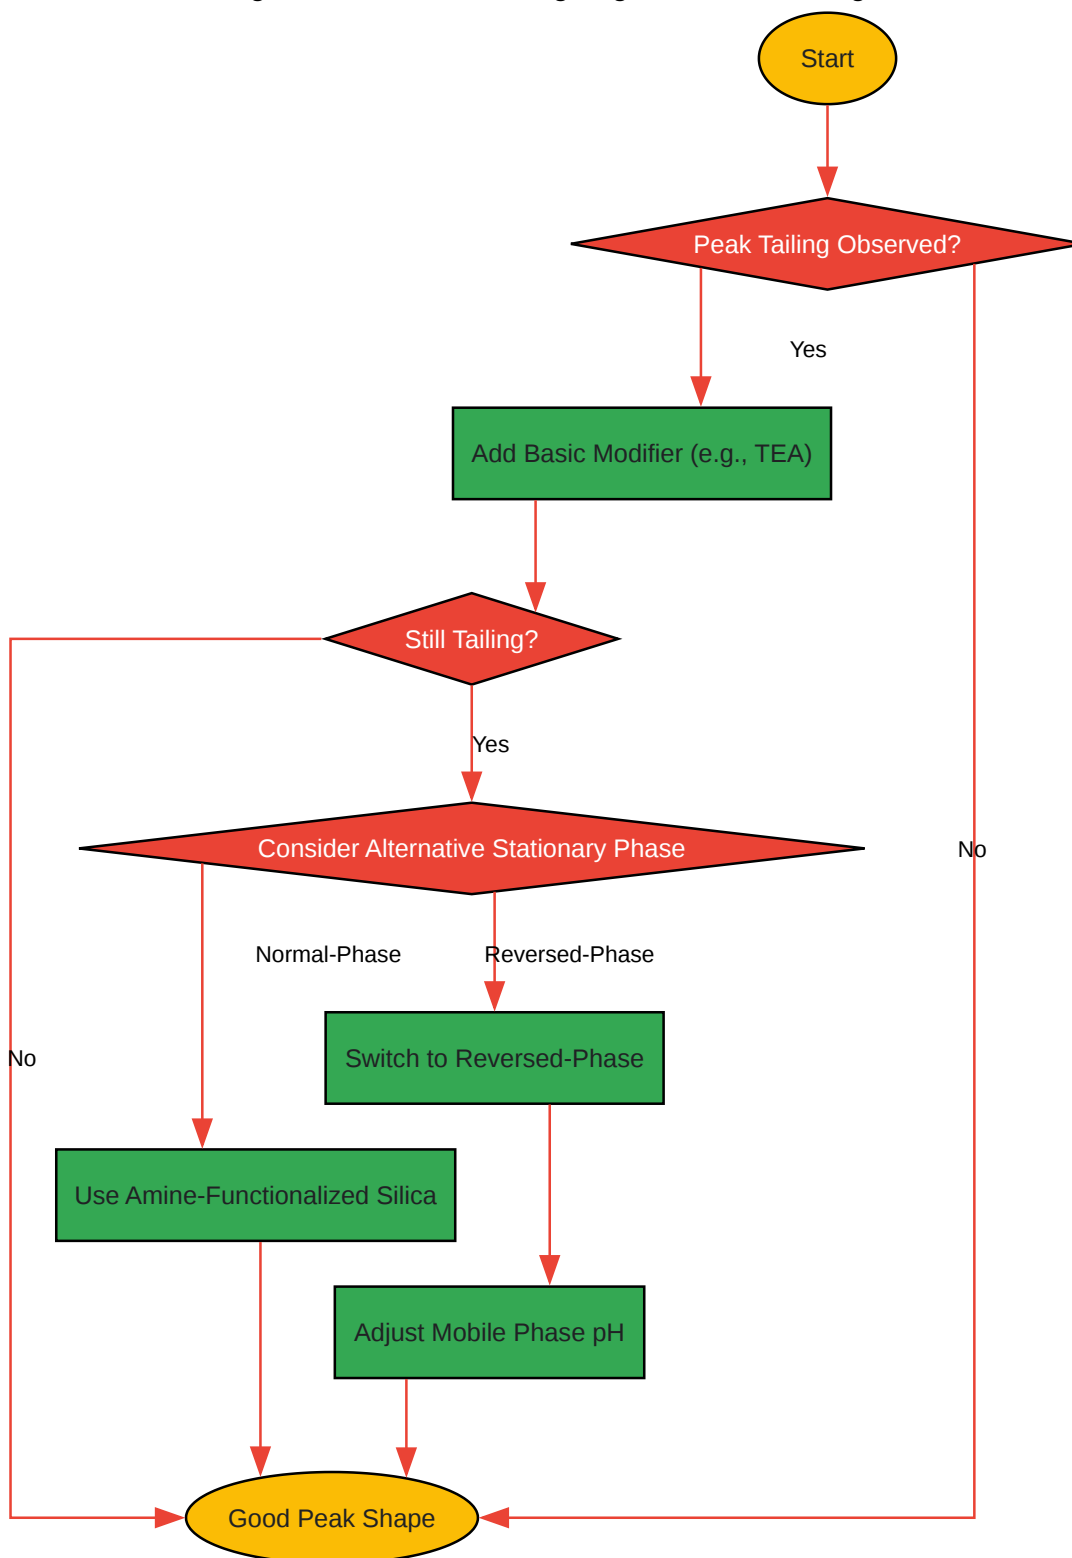 Start
Peak Tailing Observed?
Yes
Add Basic Modifier (e.g., TEA)
Still Tailing?
Yes
Consider Alternative Stationary Phase
No
Normal-Phase
Reversed-Phase
Switch to Reversed-Phase
No
Use Amine-Functionalized Silica
Adjust Mobile Phase pH
Good Peak Shape